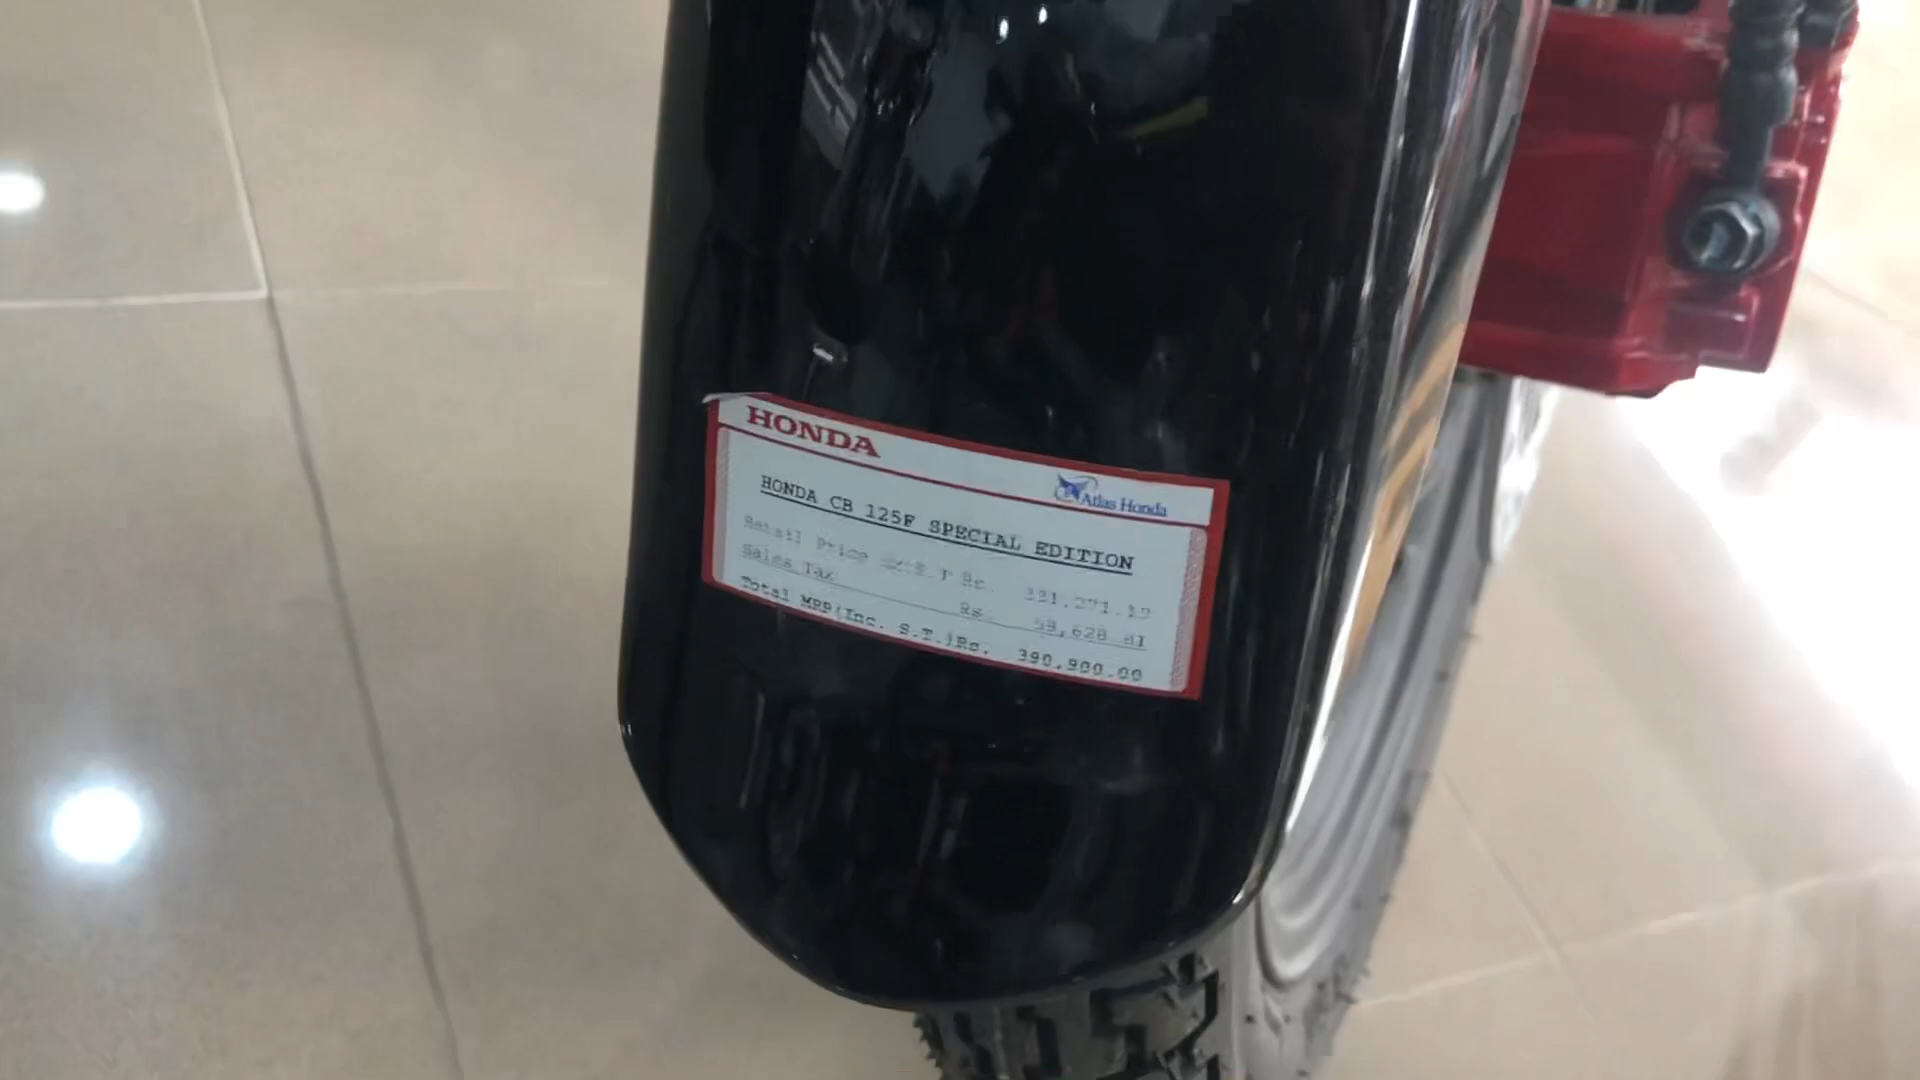 HONDA
Atlas Honda
HONDA CB 125F SPECIAL EDITION
Retail Price Rs. 331,271.19
Sales Tax Rs. 59,628.81
Total MRP(Inc. S.T.)Rs. 390,900.00